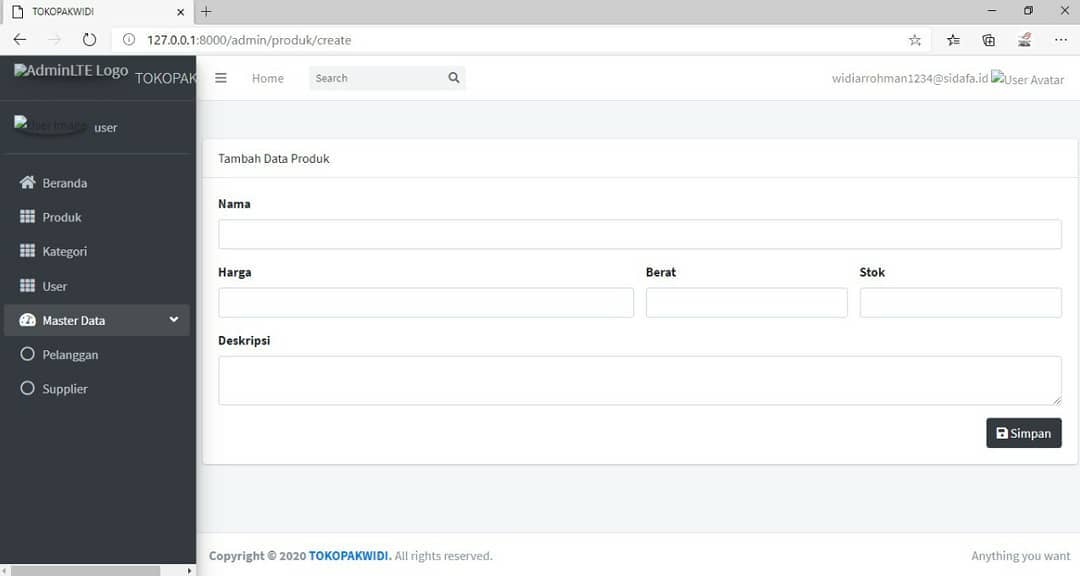 TOKOPAKWIDI
127.0.0.1:8000/admin/produk/create
AdminLTE Logo TOKOPAK
Home
Search
widiarrohman1234@sidafa.id User Avatar
User Image user
Beranda
Produk
Kategori
User
Master Data
Pelanggan
Supplier
Tambah Data Produk
Nama
Harga Berat Stok
Deskripsi
Simpan
Copyright © 2020 TOKOPAKWIDI. All rights reserved.
Anything you want